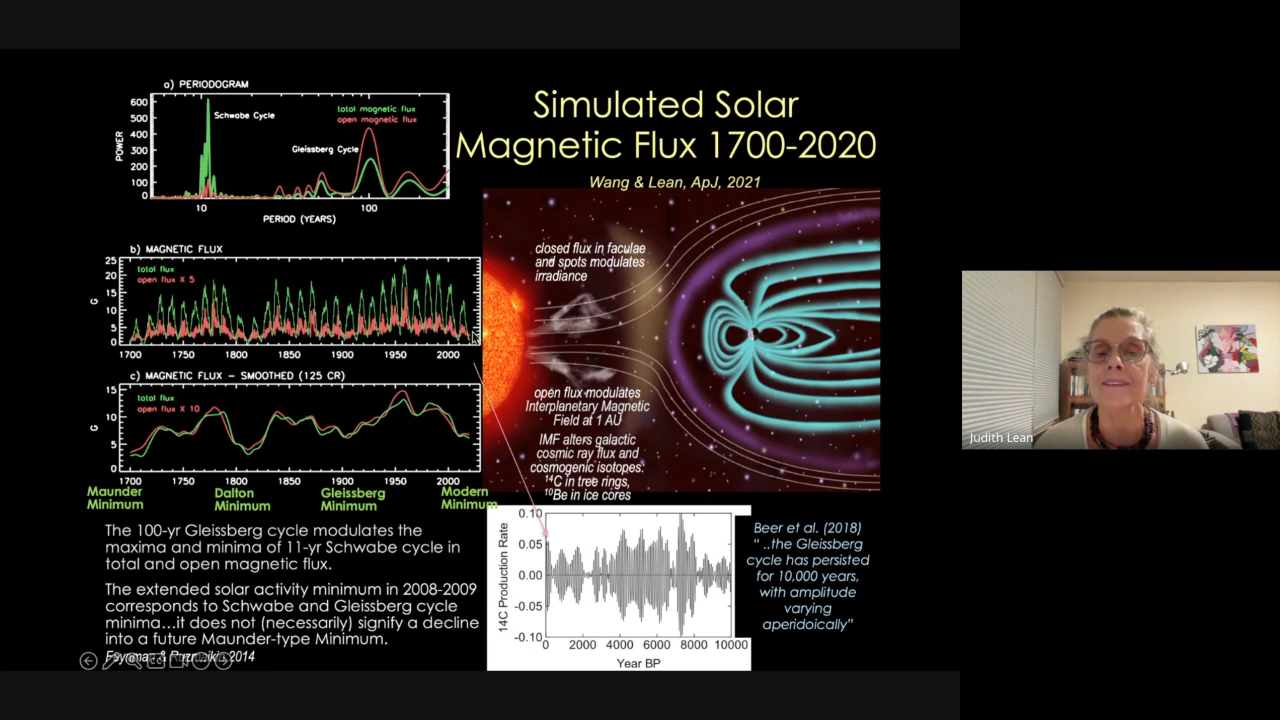 a) PERIODOGRAM
600
500
400
300
200
100
0
POWER
Schwabe Cycle
total magnetic flux
open magnetic flux
Gleissberg Cycle
10
100
PERIOD (YEARS)
Simulated Solar
Magnetic Flux 1700-2020
Wang & Lean, ApJ, 2021
b) MAGNETIC FLUX
25
20
15
10
5
0
G
total flux
open flux X 5
1700
1750
1800
1850
1900
1950
2000
c) MAGNETIC FLUX – SMOOTHED (125 CR)
15
10
5
0
G
total flux
open flux X 10
1700
1750
1800
1850
1900
1950
2000
Maunder
Minimum
Dalton
Minimum
Gleissberg
Minimum
Modern
Minimum
The 100-yr Gleissberg cycle modulates the
maxima and minima of 11-yr Schwabe cycle in
total and open magnetic flux.
The extended solar activity minimum in 2008-2009
corresponds to Schwabe and Gleissberg cycle
minima…it does not (necessarily) signify a decline
into a future Maunder-type Minimum.
& 2014
closed flux in faculae
and spots modulates
irradiance
open flux modulates
Interplanetary Magnetic
Field at 1 AU
IMF alters galactic
cosmic ray flux and
cosmogenic isotopes:
¹⁴C in tree rings,
¹⁰Be in ice cores
0.10
0.05
0.00
-0.05
-0.10
14C Production Rate
0
2000
4000
6000
8000
10000
Year BP
Beer et al. (2018)
“ ..the Gleissberg
cycle has persisted
for 10,000 years,
with amplitude
varying
aperidoically”
Judith Lean